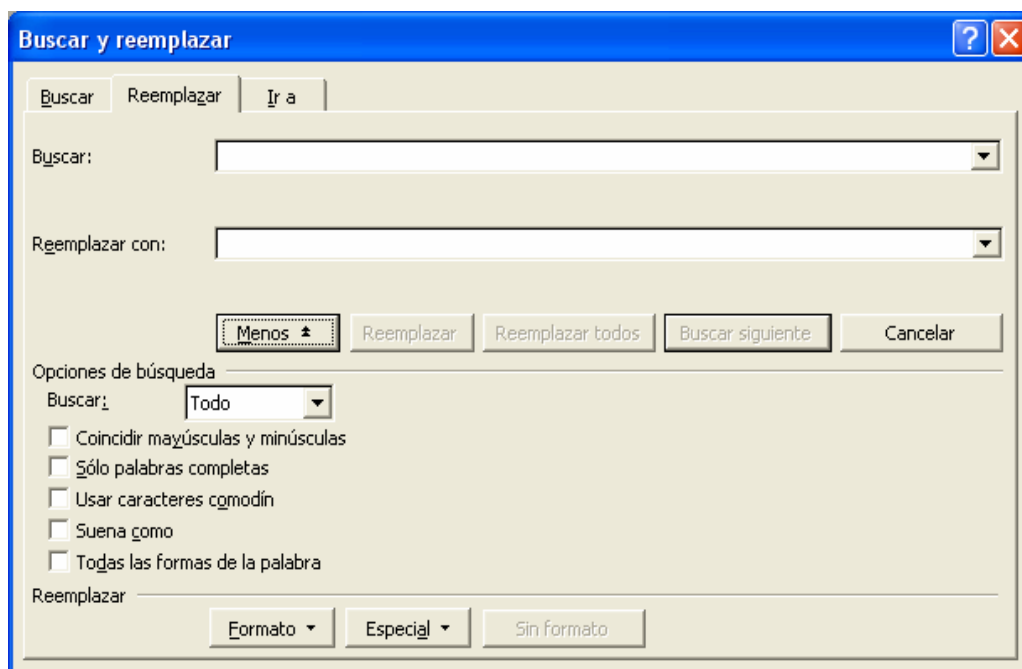 Buscar y reemplazar
Buscar Reemplazar Ir a
Buscar:
Reemplazar con:
Menos Reemplazar Reemplazar todos Buscar siguiente Cancelar
Opciones de búsqueda
Buscar: Todo
Coincidir mayúsculas y minúsculas
Sólo palabras completas
Usar caracteres comodín
Suena como
Todas las formas de la palabra
Reemplazar
Formato Especial Sin formato